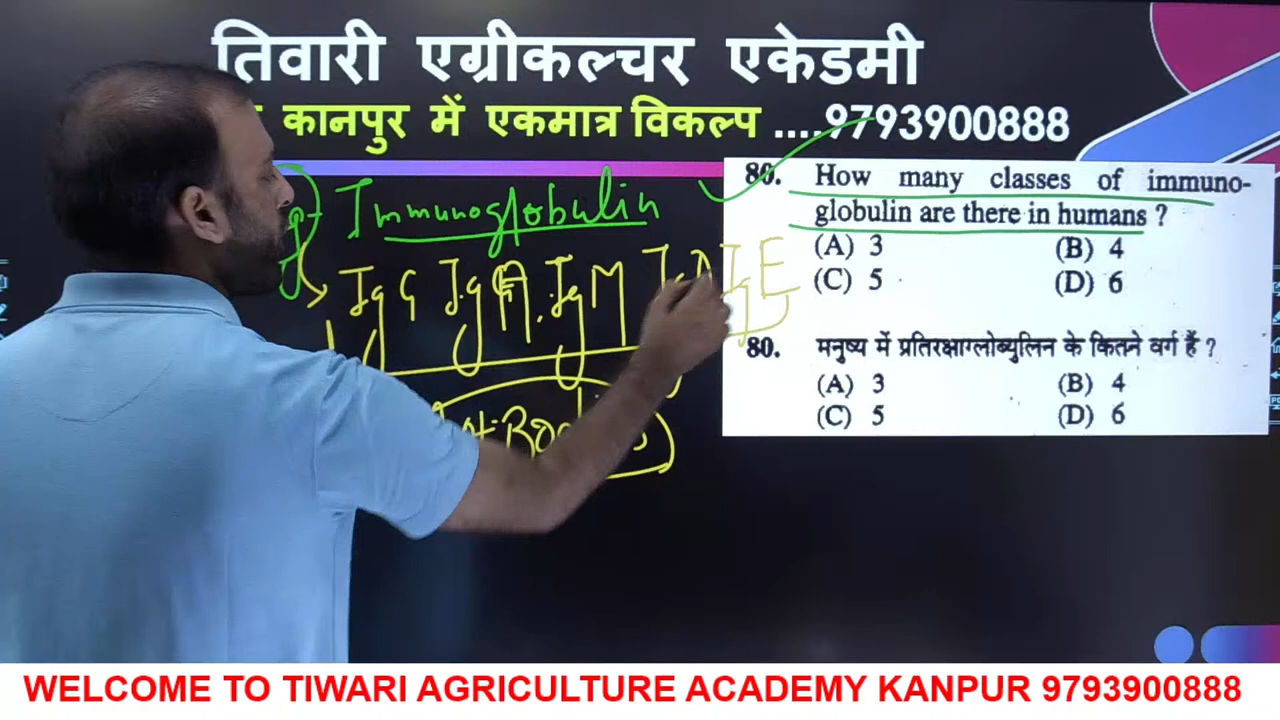 तिवारी एग्रीकल्चर एकेडमी
कानपुर में एकमात्र विकल्प ....9793900888
Immunoglobulin
IgG IgA. IgM IgD IgE
80. How many classes of immuno-
globulin are there in humans ?
(A) 3 (B) 4
(C) 5 (D) 6
80. मनुष्य में प्रतिरक्षाग्लोब्युलिन के कितने वर्ग हैं ?
(A) 3 (B) 4
(C) 5 (D) 6
WELCOME TO TIWARI AGRICULTURE ACADEMY KANPUR 9793900888